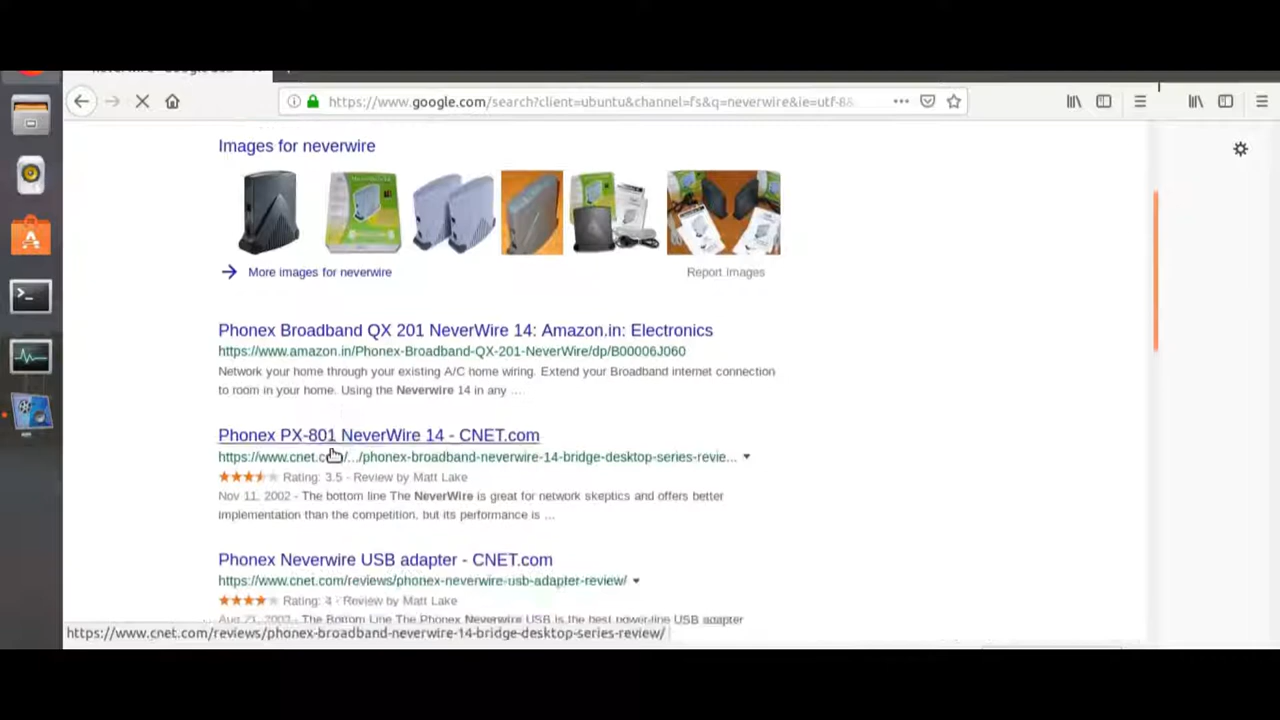 https://www.google.com/search?client=ubuntu&channel=fs&q=neverwire&ie=utf-8&
Images for neverwire
More images for neverwire
Report images
Phonex Broadband QX 201 NeverWire 14: Amazon.in: Electronics
https://www.amazon.in/Phonex-Broadband-QX-201-NeverWire/dp/B00006J060
Network your home through your existing A/C home wiring. Extend your Broadband internet connection
to room in your home. Using the Neverwire 14 in any ...
Phonex PX-801 NeverWire 14 - CNET.com
https://www.cnet.com/.../phonex-broadband-neverwire-14-bridge-desktop-series-revie...
Rating: 3.5 - Review by Matt Lake
Nov 11, 2002 - The bottom line The NeverWire is great for network skeptics and offers better
implementation than the competition, but its performance is ...
Phonex Neverwire USB adapter - CNET.com
https://www.cnet.com/reviews/phonex-neverwire-usb-adapter-review/
Rating: 4 - Review by Matt Lake
The Bottom Line The Phonex Neverwire USB is the best power-line USB adapter
https://www.cnet.com/reviews/phonex-broadband-neverwire-14-bridge-desktop-series-review/